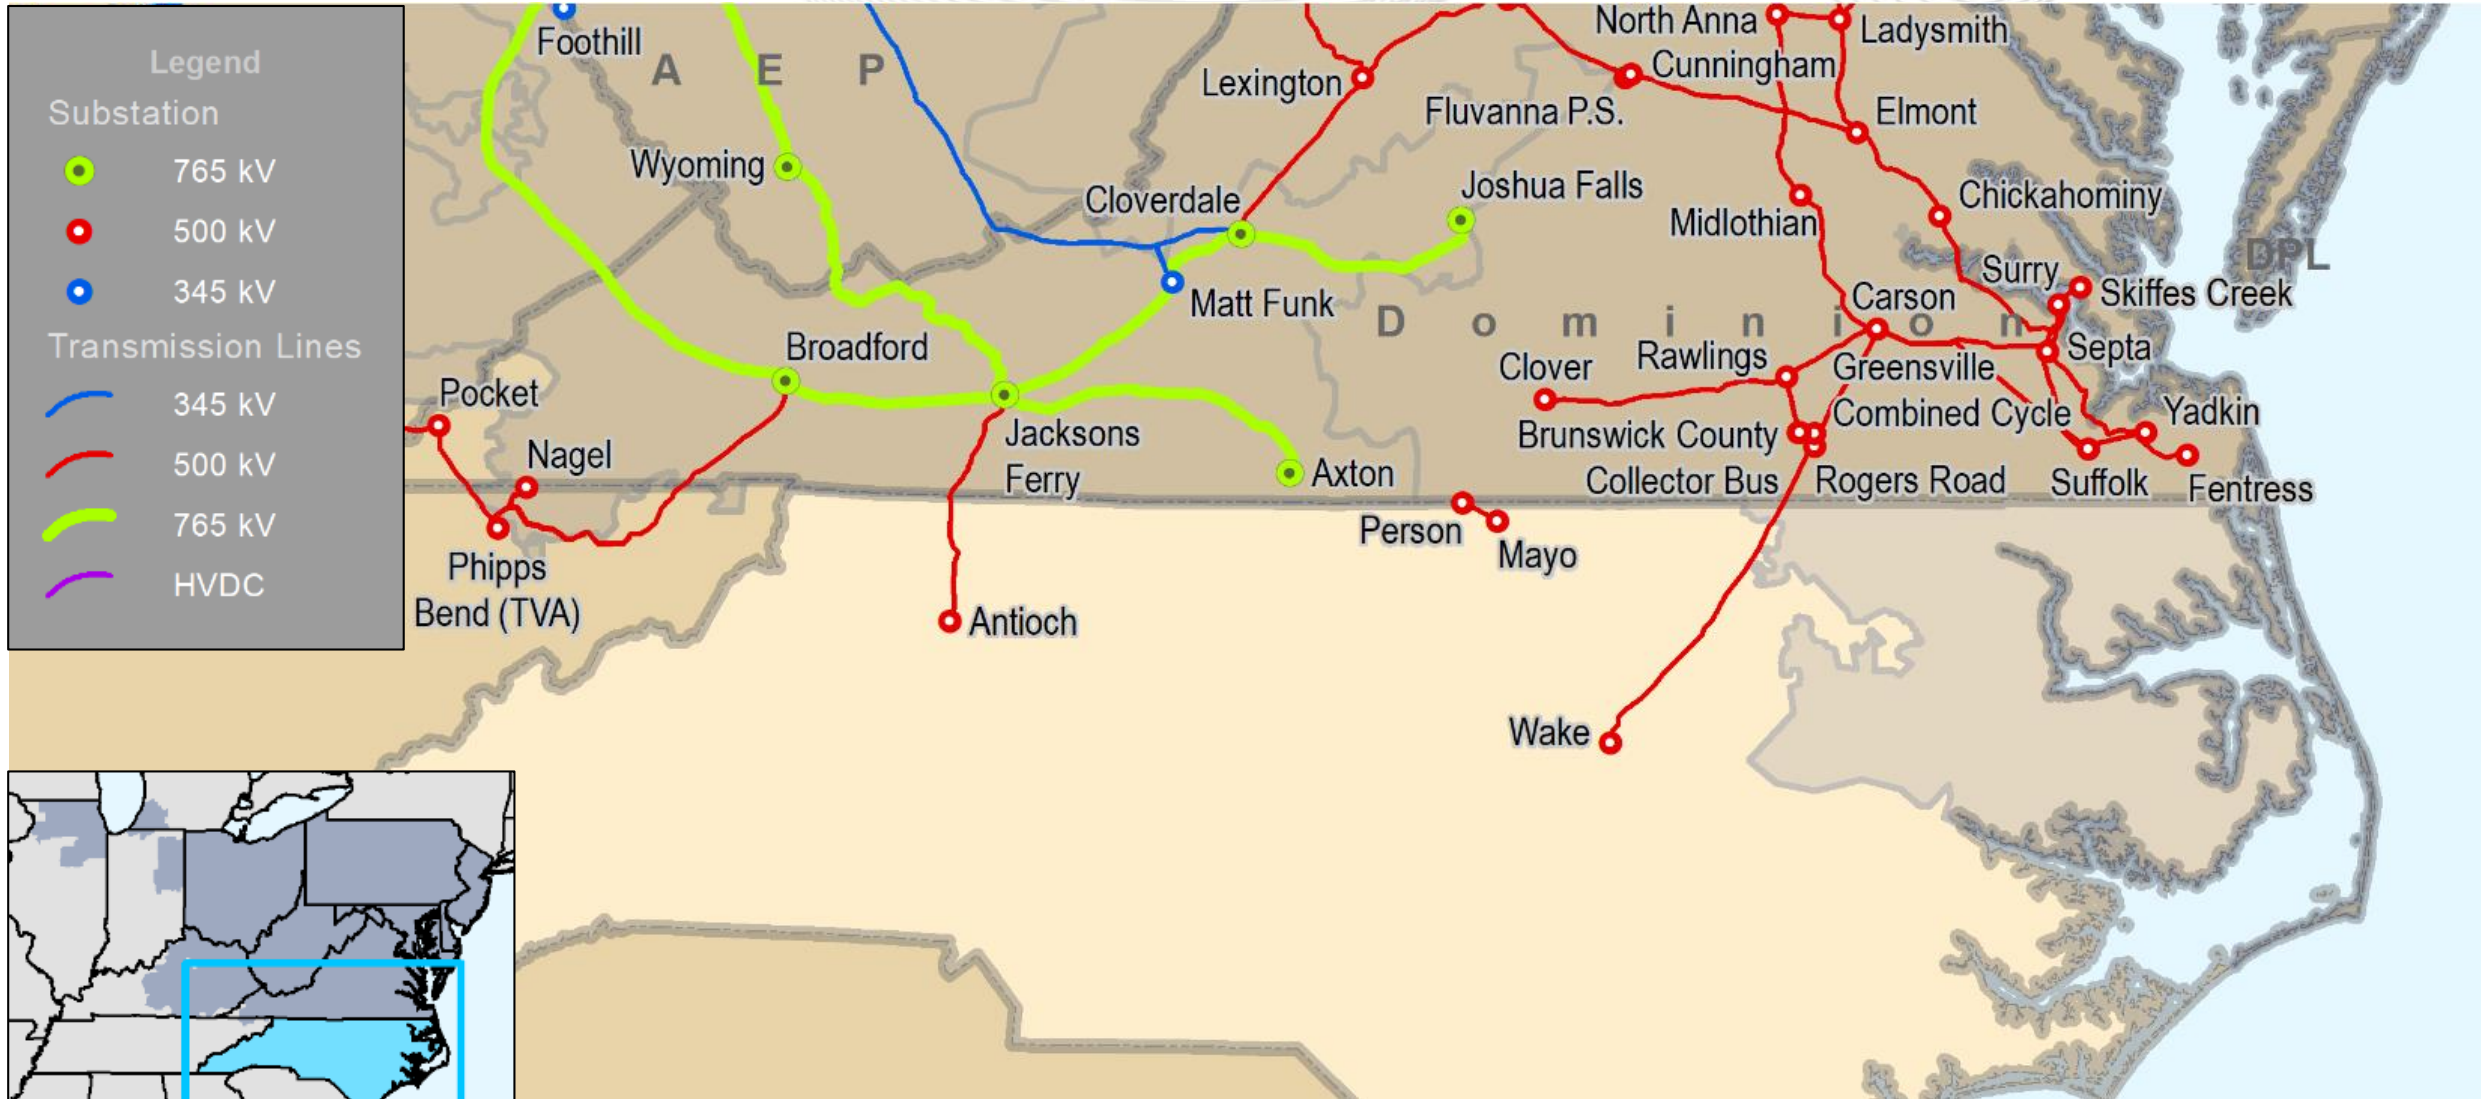 Legend
Substation
765 kV
500 kV
345 kV
Transmission Lines
345 kV
500 kV
765 kV
HVDC
Foothill
A E P
Wyoming
Lexington
North Anna
Ladysmith
Cunningham
Fluvanna P.S.
Elmont
Joshua Falls
Cloverdale
Chickahominy
Midlothian
DPL
Surry
Skiffes Creek
Matt Funk
Carson
D o m i n i o n
Broadford
Septa
Rawlings
Greensville
Combined Cycle
Clover
Pocket
Yadkin
Brunswick County
Collector Bus
Jacksons
Ferry
Nagel
Axton
Rogers Road
Suffolk
Fentress
Person
Mayo
Phipps
Bend (TVA)
Antioch
Wake